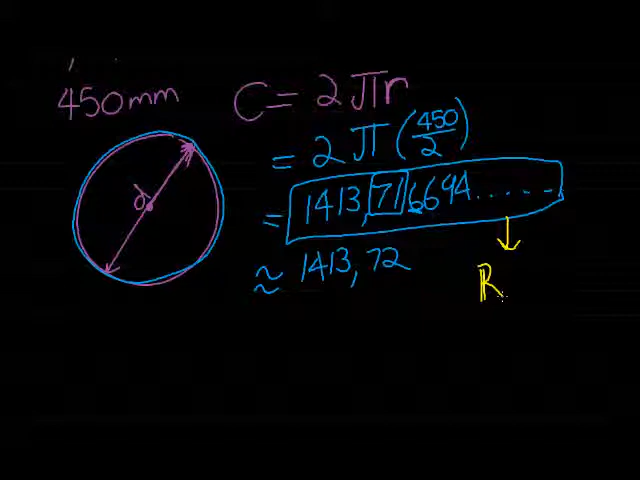 450mm
C = 2πr
d
= 2π(450/2)
= 1413,716694......
≈ 1413,72
R